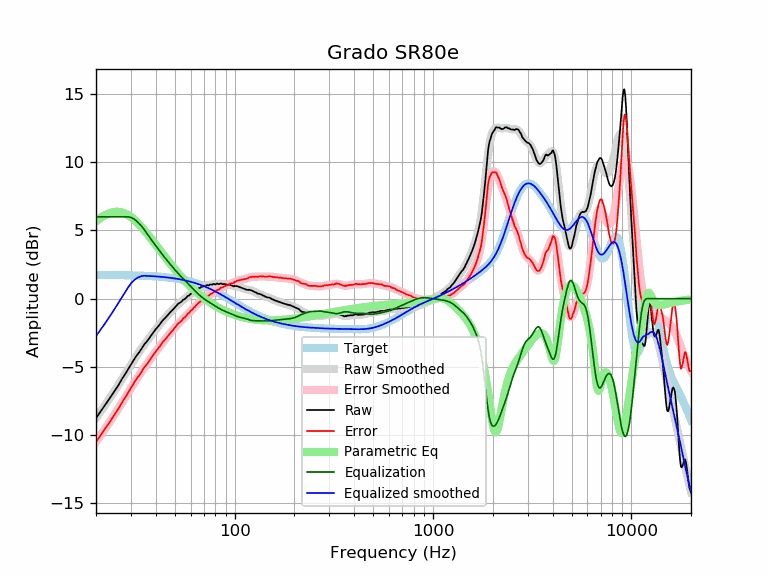 Grado SR80e
Amplitude (dBr)
15
10
5
0
−5
−10
−15
Target
Raw Smoothed
Error Smoothed
Raw
Error
Parametric Eq
Equalization
Equalized smoothed
100
1000
10000
Frequency (Hz)